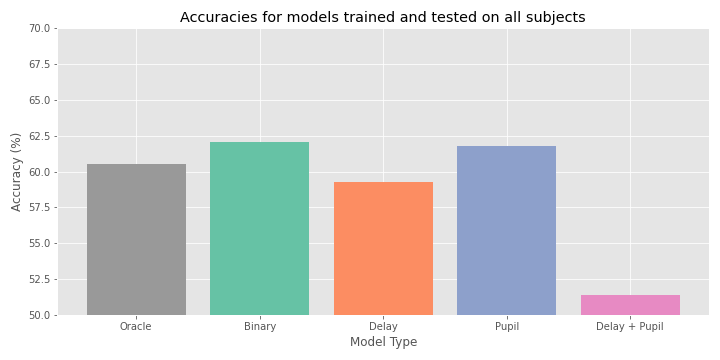 Accuracies for models trained and tested on all subjects
70.0
67.5
65.0
62.5
60.0
57.5
55.0
52.5
50.0
Accuracy (%)
Oracle Binary Delay Pupil Delay + Pupil
Model Type